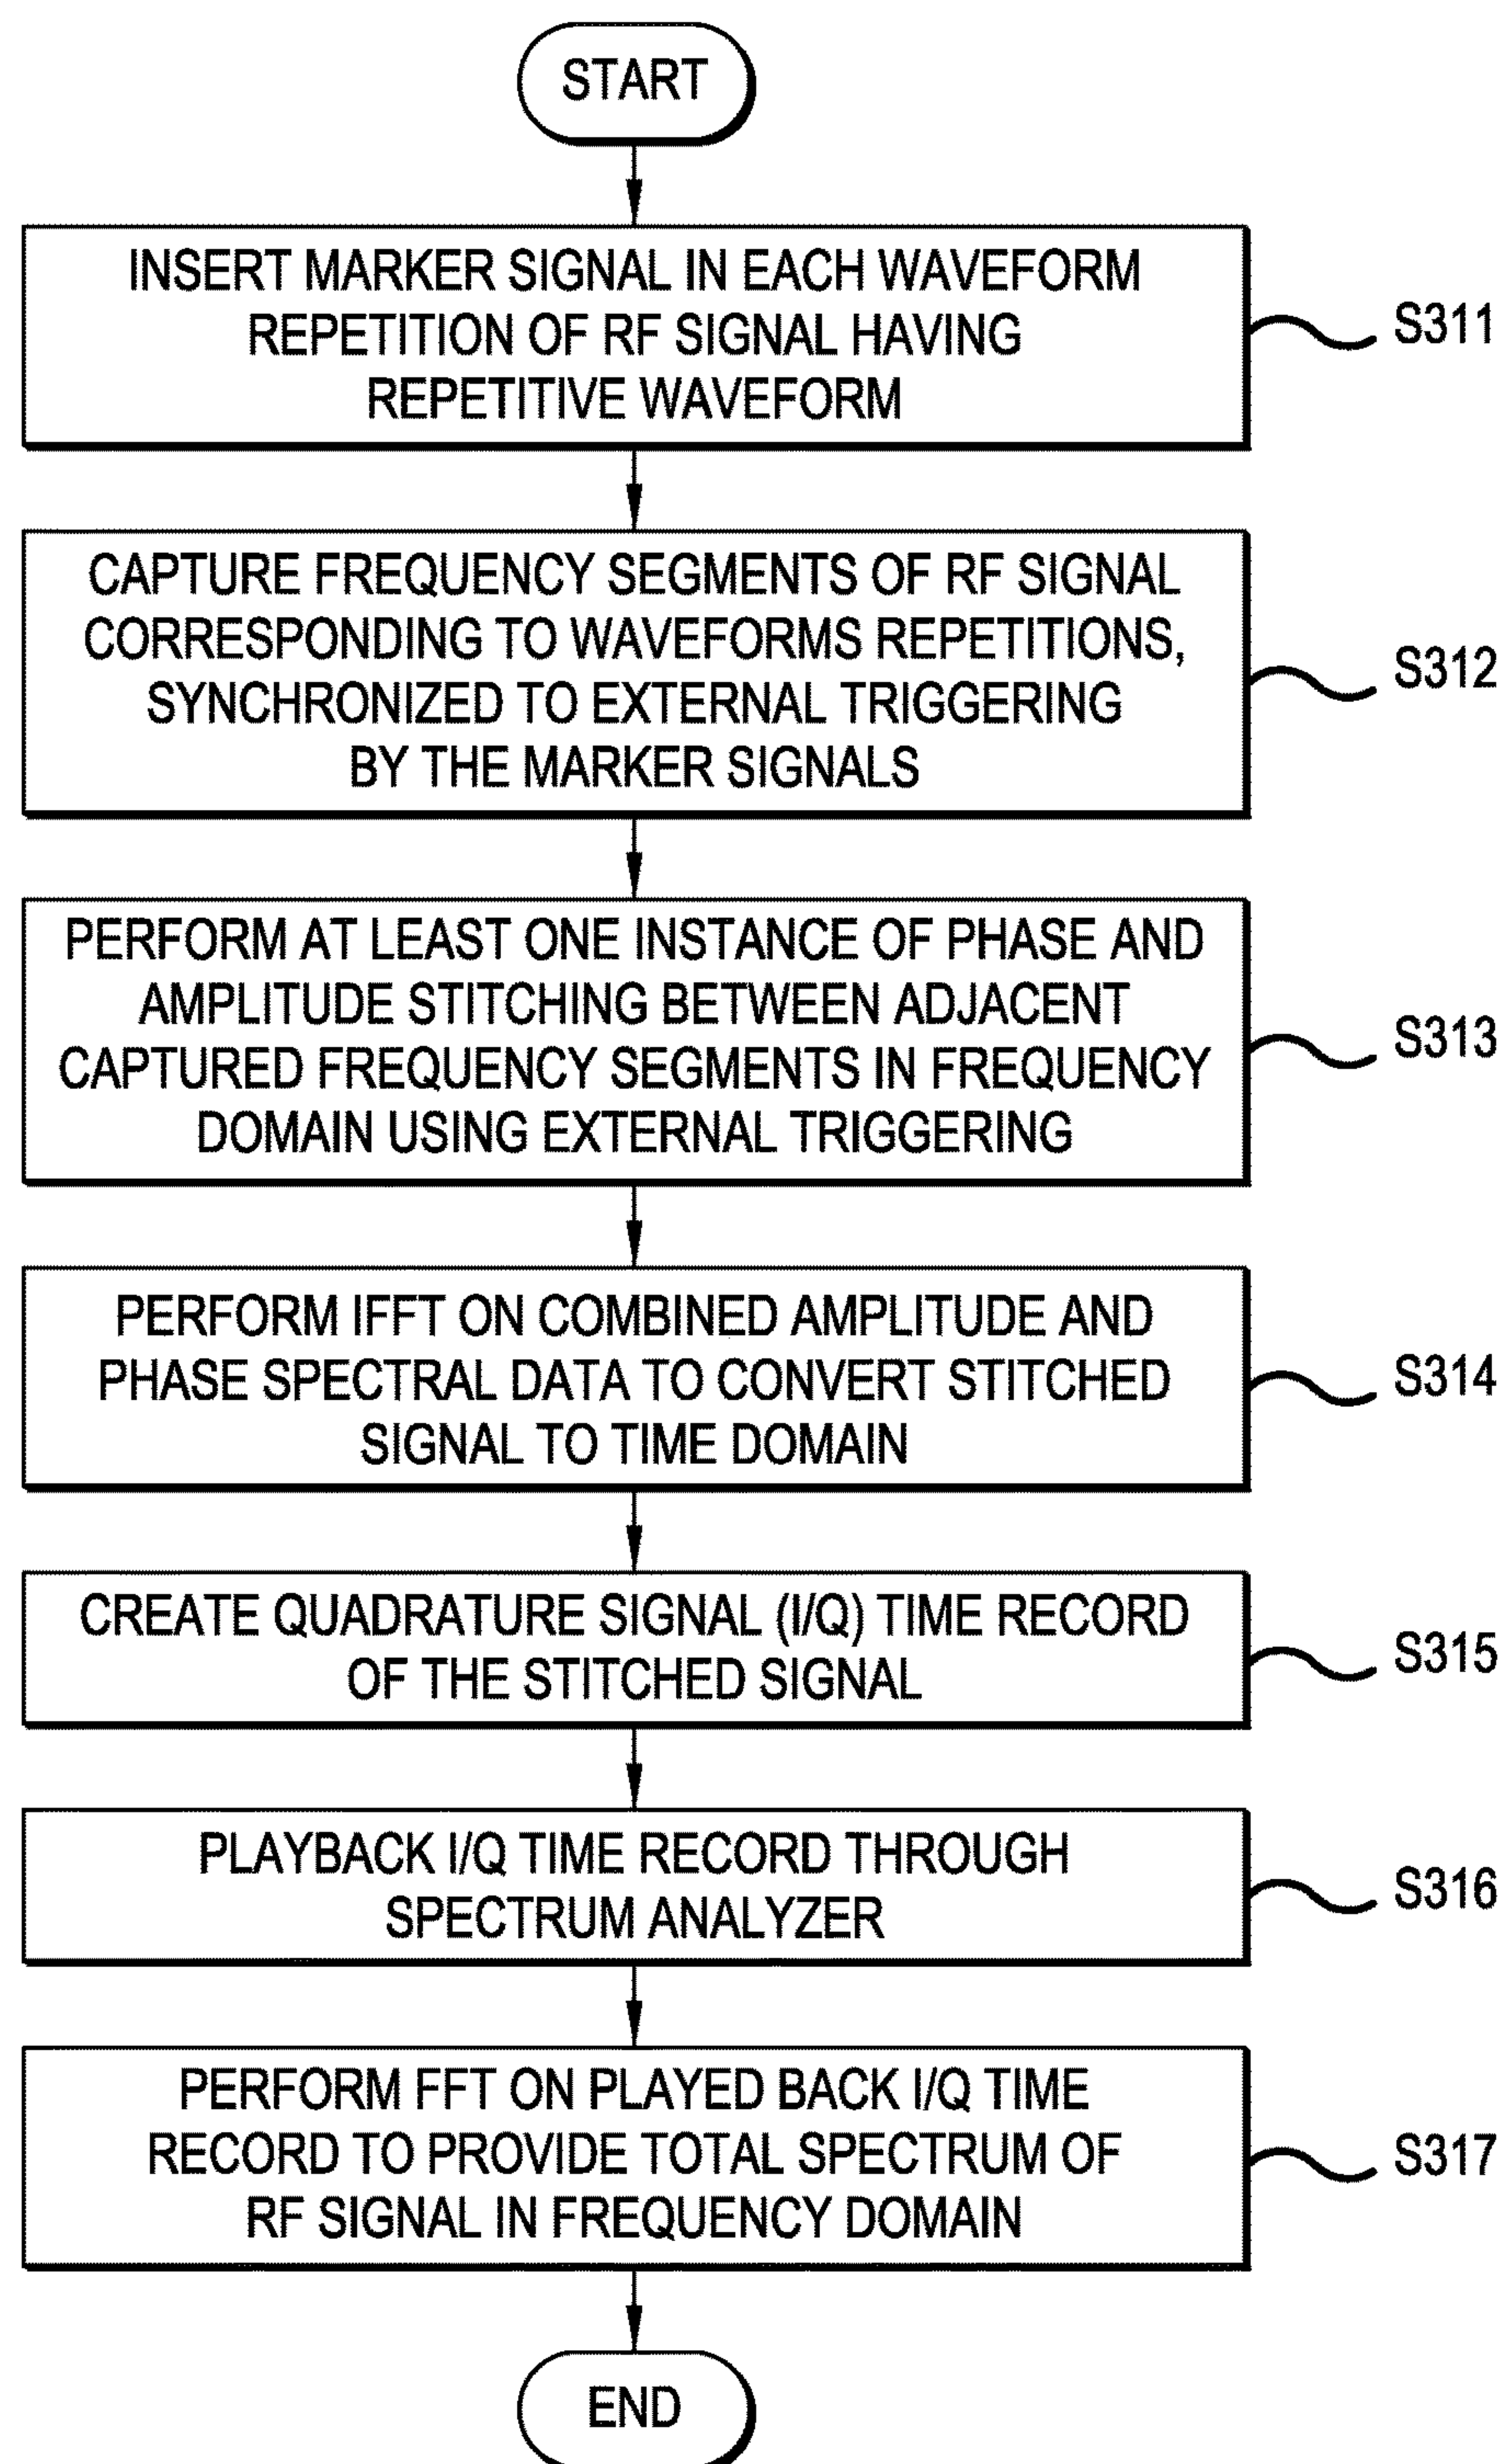 START
INSERT MARKER SIGNAL IN EACH WAVEFORM
REPETITION OF RF SIGNAL HAVING
REPETITIVE WAVEFORM
S311
CAPTURE FREQUENCY SEGMENTS OF RF SIGNAL
CORRESPONDING TO WAVEFORMS REPETITIONS,
SYNCHRONIZED TO EXTERNAL TRIGGERING
BY THE MARKER SIGNALS
S312
PERFORM AT LEAST ONE INSTANCE OF PHASE AND
AMPLITUDE STITCHING BETWEEN ADJACENT
CAPTURED FREQUENCY SEGMENTS IN FREQUENCY
DOMAIN USING EXTERNAL TRIGGERING
S313
PERFORM IFFT ON COMBINED AMPLITUDE AND
PHASE SPECTRAL DATA TO CONVERT STITCHED
SIGNAL TO TIME DOMAIN
S314
CREATE QUADRATURE SIGNAL (I/Q) TIME RECORD
OF THE STITCHED SIGNAL
S315
PLAYBACK I/Q TIME RECORD THROUGH
SPECTRUM ANALYZER
S316
PERFORM FFT ON PLAYED BACK I/Q TIME
RECORD TO PROVIDE TOTAL SPECTRUM OF
RF SIGNAL IN FREQUENCY DOMAIN
S317
END